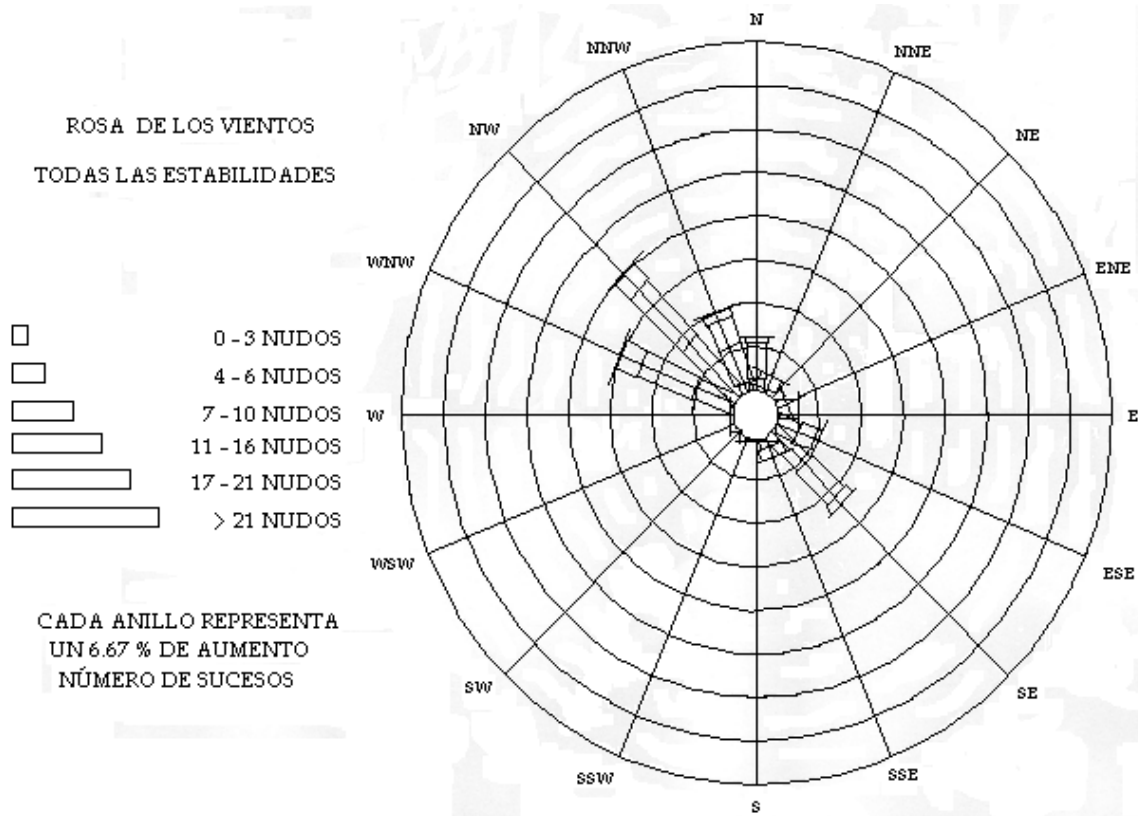 ROSA DE LOS VIENTOS
TODAS LAS ESTABILIDADES
0 - 3 NUDOS
4 - 6 NUDOS
7 - 10 NUDOS
11 - 16 NUDOS
17 - 21 NUDOS
> 21 NUDOS
CADA ANILLO REPRESENTA
UN 6.67 % DE AUMENTO
NÚMERO DE SUCESOS
N
NNE
NE
ENE
E
ESE
SE
SSE
S
SSW
SW
WSW
W
WNW
NW
NNW